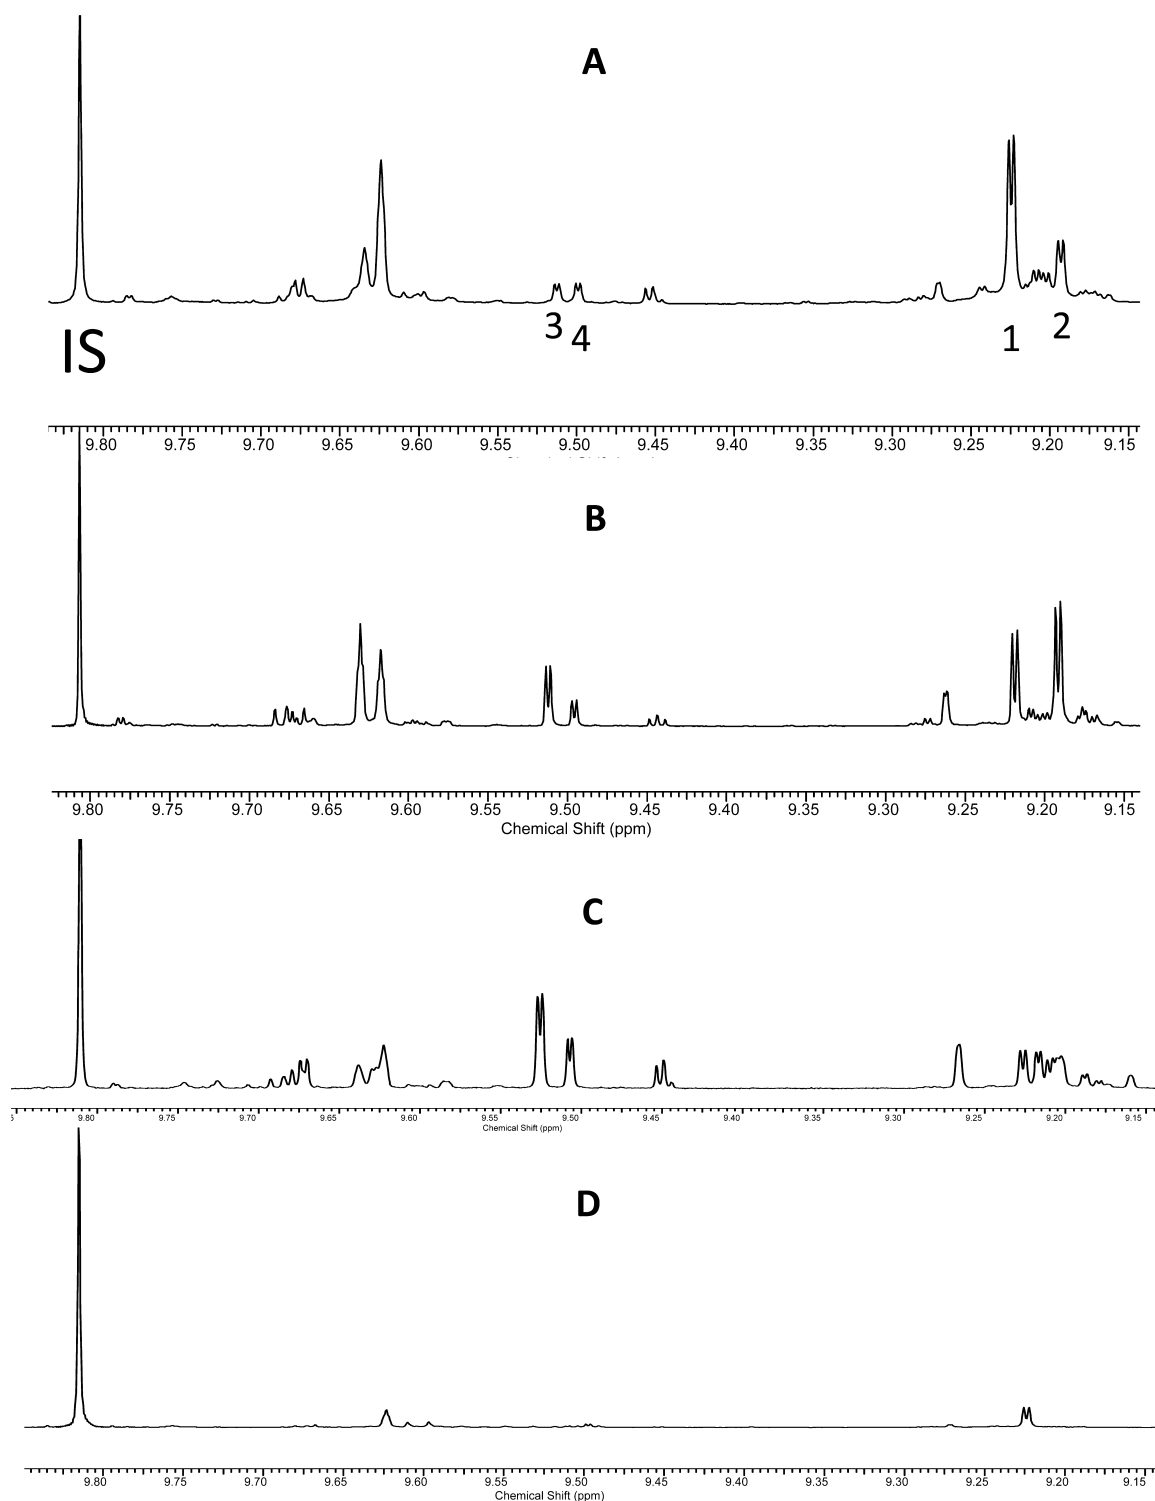 A
3 4 1 2
IS
9.80 9.75 9.70 9.65 9.60 9.55 9.50 9.45 9.40 9.35 9.30 9.25 9.20 9.15
B
9.80 9.75 9.70 9.65 9.60 9.55 9.50 9.45 9.40 9.35 9.30 9.25 9.20 9.15
Chemical Shift (ppm)
C
5 9.80 9.75 9.70 9.65 9.60 9.55 9.50 9.45 9.40 9.35 9.30 9.25 9.20 9.15
Chemical Shift (ppm)
D
9.80 9.75 9.70 9.65 9.60 9.55 9.50 9.45 9.40 9.35 9.30 9.25 9.20
Chemical Shift (ppm)